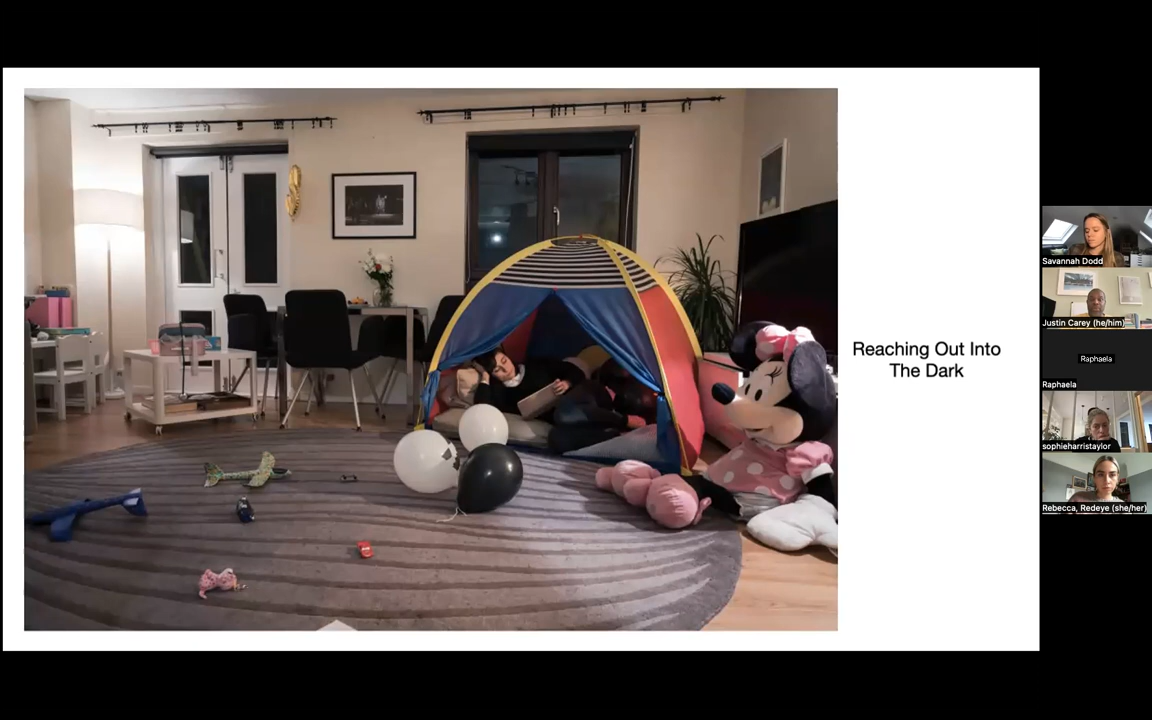 Reaching Out Into
The Dark
Savannah Dodd
Justin Carey (he/him)
Raphaela
Raphaela
sophieharristaylor
Rebecca, Redeye (she/her)